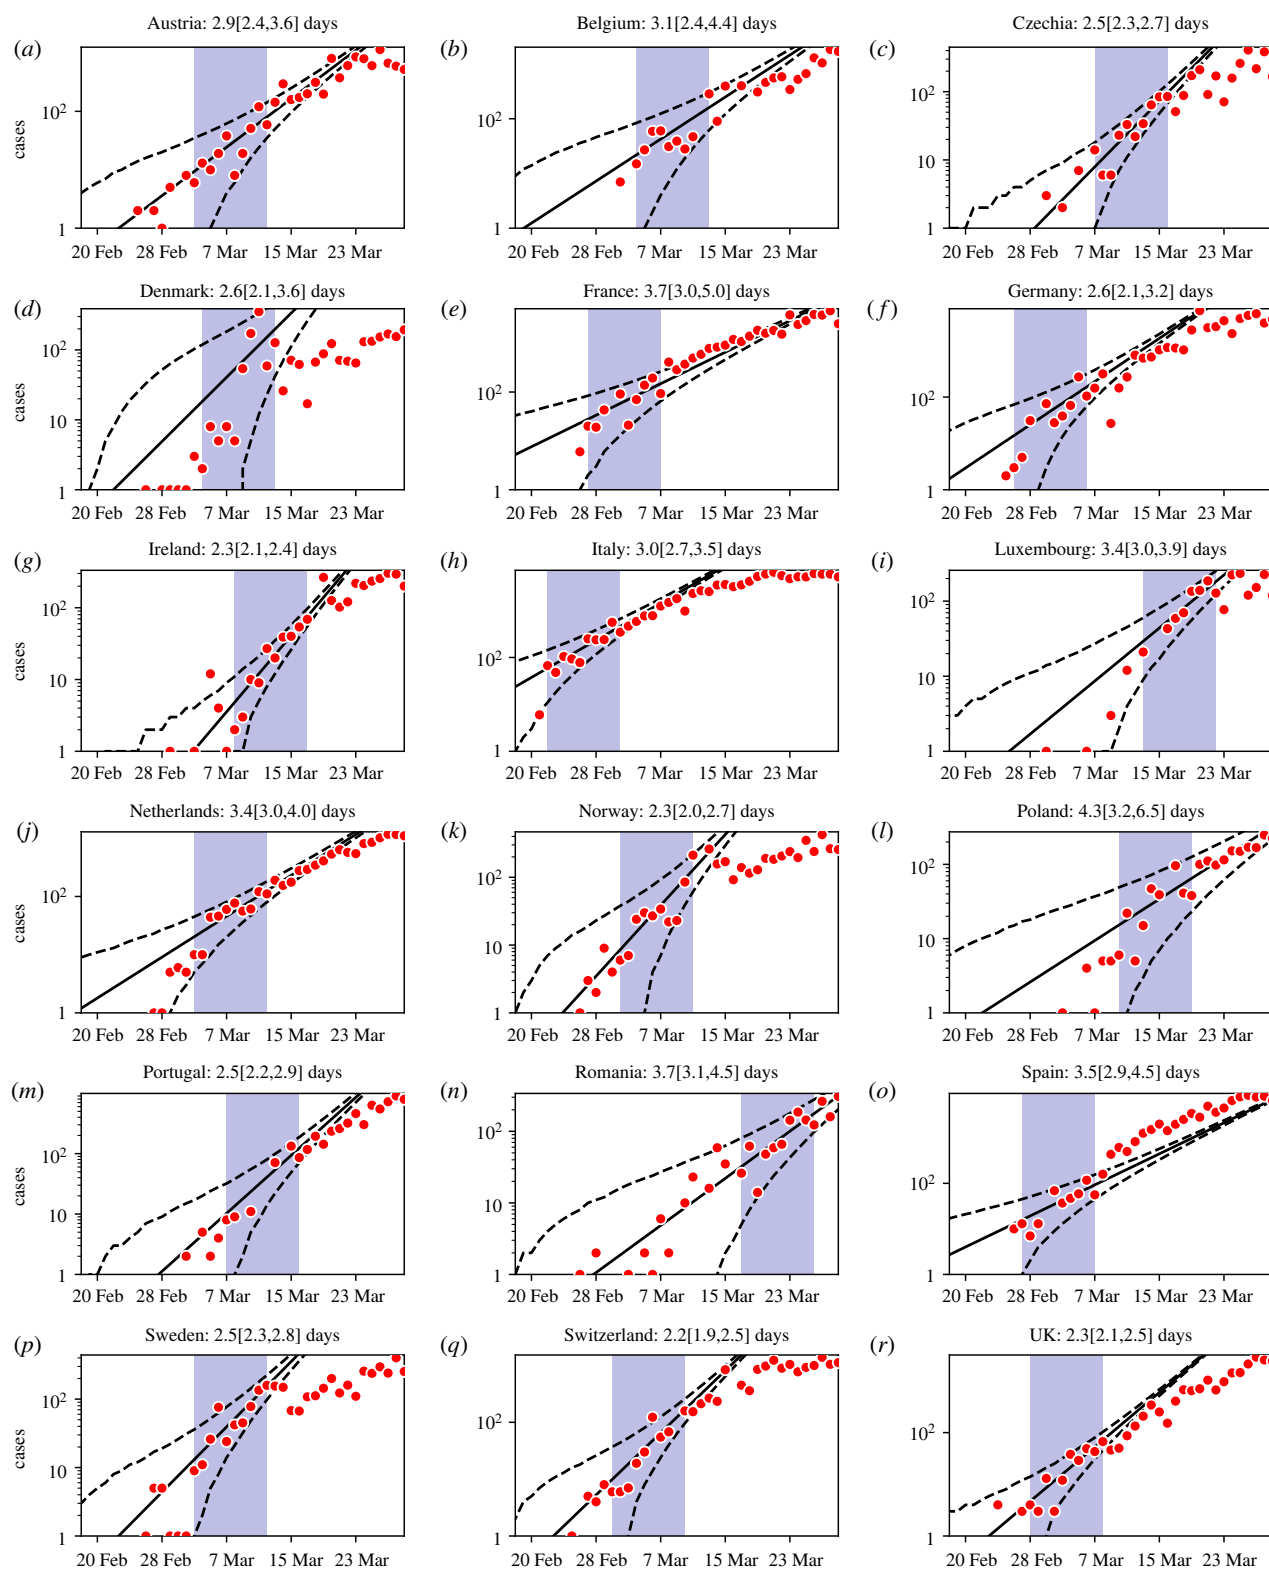 (a) Austria: 2.9[2.4,3.6] days
cases
10²
1
20 Feb 28 Feb 7 Mar 15 Mar 23 Mar
(b) Belgium: 3.1[2.4,4.4] days
10²
1
20 Feb 28 Feb 7 Mar 15 Mar 23 Mar
(c) Czechia: 2.5[2.3,2.7] days
10²
10
1
20 Feb 28 Feb 7 Mar 15 Mar 23 Mar
(d) Denmark: 2.6[2.1,3.6] days
cases
10²
10
1
20 Feb 28 Feb 7 Mar 15 Mar 23 Mar
(e) France: 3.7[3.0,5.0] days
10²
1
20 Feb 28 Feb 7 Mar 15 Mar 23 Mar
(f) Germany: 2.6[2.1,3.2] days
10²
1
20 Feb 28 Feb 7 Mar 15 Mar 23 Mar
(g) Ireland: 2.3[2.1,2.4] days
cases
10²
10
1
20 Feb 28 Feb 7 Mar 15 Mar 23 Mar
(h) Italy: 3.0[2.7,3.5] days
10²
1
20 Feb 28 Feb 7 Mar 15 Mar 23 Mar
(i) Luxembourg: 3.4[3.0,3.9] days
10²
10
1
20 Feb 28 Feb 7 Mar 15 Mar 23 Mar
(j) Netherlands: 3.4[3.0,4.0] days
cases
10²
1
20 Feb 28 Feb 7 Mar 15 Mar 23 Mar
(k) Norway: 2.3[2.0,2.7] days
10²
10
1
20 Feb 28 Feb 7 Mar 15 Mar 23 Mar
(l) Poland: 4.3[3.2,6.5] days
10²
10
1
20 Feb 28 Feb 7 Mar 15 Mar 23 Mar
(m) Portugal: 2.5[2.2,2.9] days
cases
10²
10
1
20 Feb 28 Feb 7 Mar 15 Mar 23 Mar
(n) Romania: 3.7[3.1,4.5] days
10²
10
1
20 Feb 28 Feb 7 Mar 15 Mar 23 Mar
(o) Spain: 3.5[2.9,4.5] days
10²
1
20 Feb 28 Feb 7 Mar 15 Mar 23 Mar
(p) Sweden: 2.5[2.3,2.8] days
cases
10²
10
1
20 Feb 28 Feb 7 Mar 15 Mar 23 Mar
(q) Switzerland: 2.2[1.9,2.5] days
10²
1
20 Feb 28 Feb 7 Mar 15 Mar 23 Mar
(r) UK: 2.3[2.1,2.5] days
10²
1
20 Feb 28 Feb 7 Mar 15 Mar 23 Mar